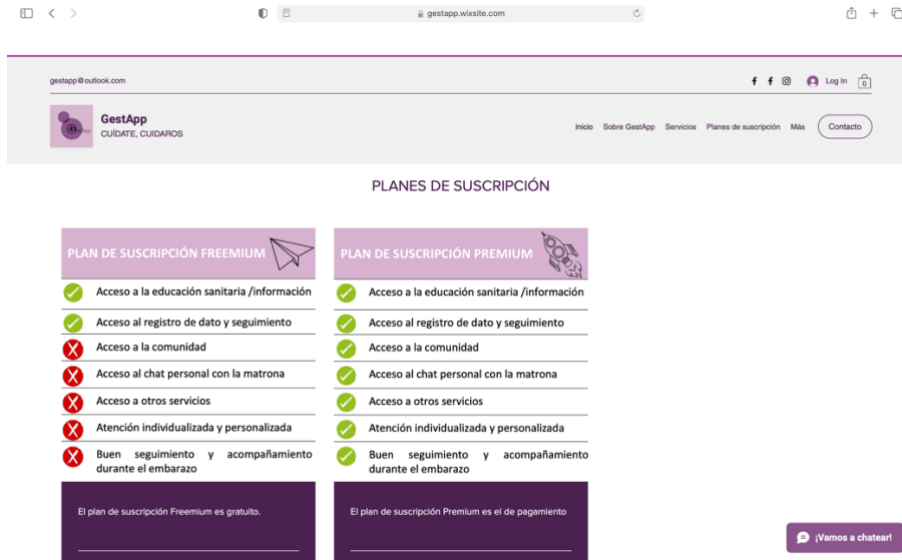 gestapp.wixsite.com
gestapp@outlook.com
Log In
0
GestApp
CUÍDATE, CUIDAROS
Inicio Sobre GestApp Servicios Planes de suscripción Más Contacto
PLANES DE SUSCRIPCIÓN
PLAN DE SUSCRIPCIÓN FREEMIUM
Acceso a la educación sanitaria /información
Acceso al registro de dato y seguimiento
Acceso a la comunidad
Acceso al chat personal con la matrona
Acceso a otros servicios
Atención individualizada y personalizada
Buen seguimiento y acompañamiento
durante el embarazo
El plan de suscripción Freemium es gratuito.
PLAN DE SUSCRIPCIÓN PREMIUM
Acceso a la educación sanitaria /información
Acceso al registro de dato y seguimiento
Acceso a la comunidad
Acceso al chat personal con la matrona
Acceso a otros servicios
Atención individualizada y personalizada
Buen seguimiento y acompañamiento
durante el embarazo
El plan de suscripción Premium es el de pagamiento
¡Vamos a chatear!